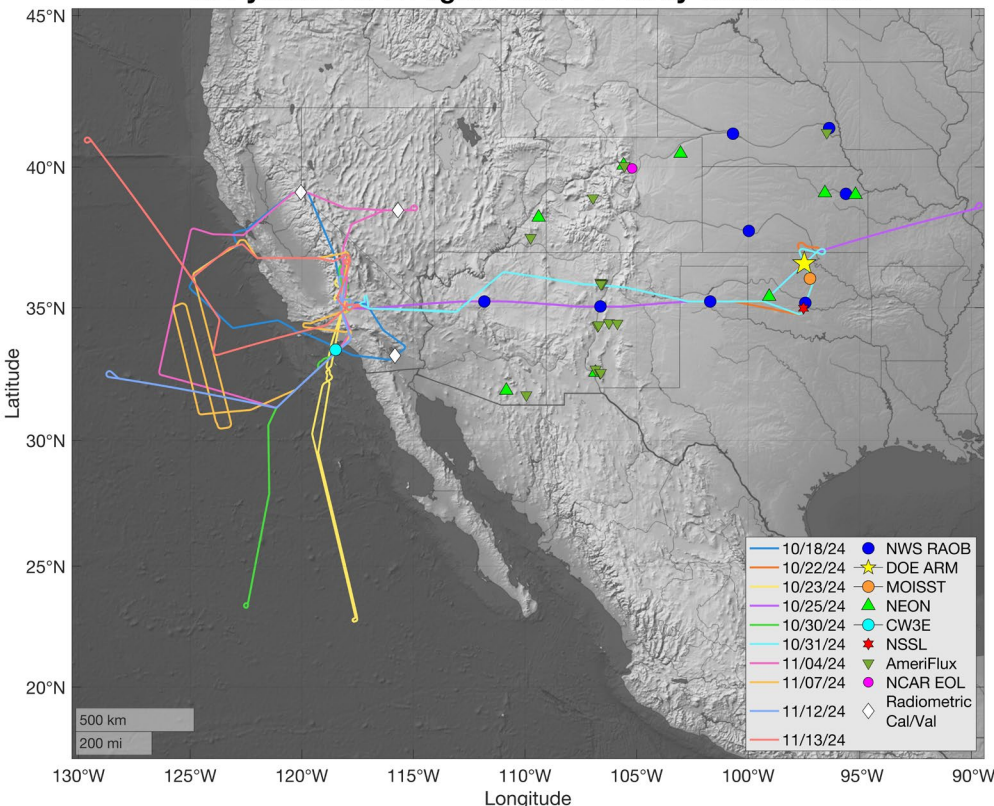 45°N
40°N
35°N
30°N
25°N
20°N
Latitude
130°W 125°W 120°W 115°W 110°W 105°W 100°W 95°W 90°W
Longitude
500 km
200 mi
10/18/24 NWS RAOB
10/22/24 DOE ARM
10/23/24 MOISST
10/25/24 NEON
10/30/24 CW3E
10/31/24 NSSL
11/04/24 AmeriFlux
11/07/24 NCAR EOL
11/12/24 Radiometric
Cal/Val
11/13/24